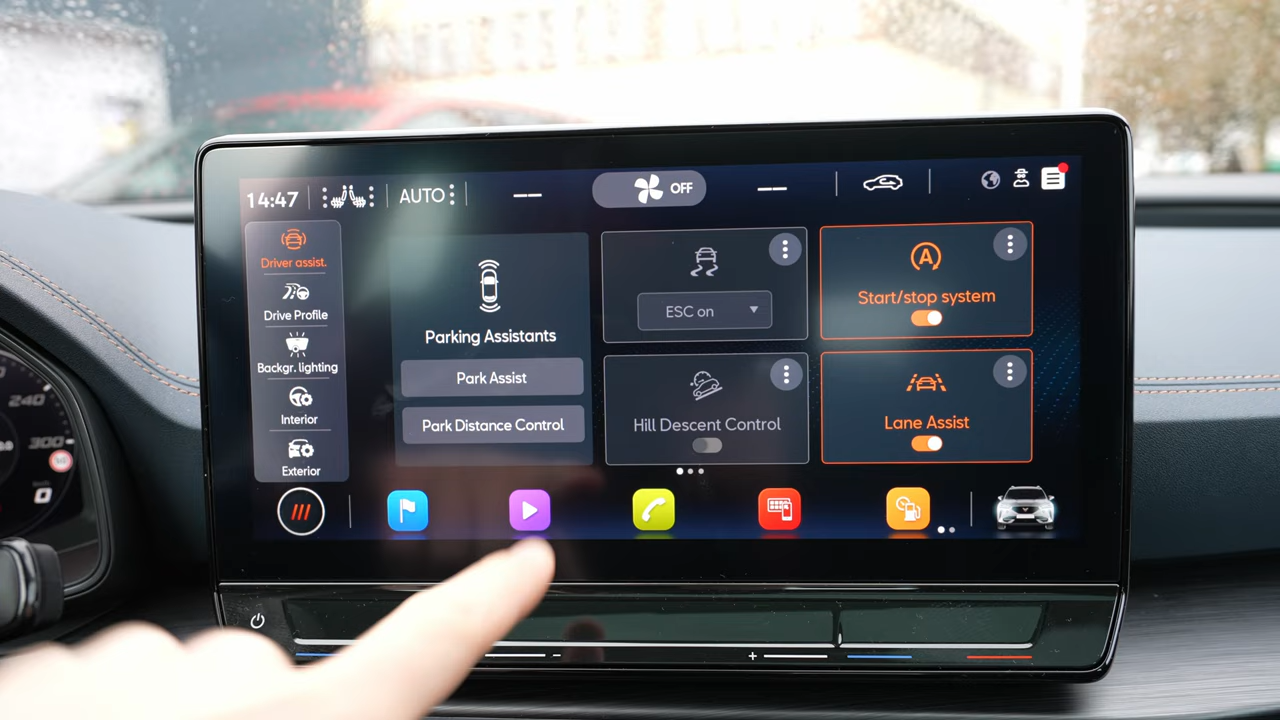 14:47
AUTO
OFF
Driver assist.
Drive Profile
Backgr. lighting
Interior
Exterior
Parking Assistants
Park Assist
Park Distance Control
ESC on
Hill Descent Control
A
Start/stop system
Lane Assist
240
300
0